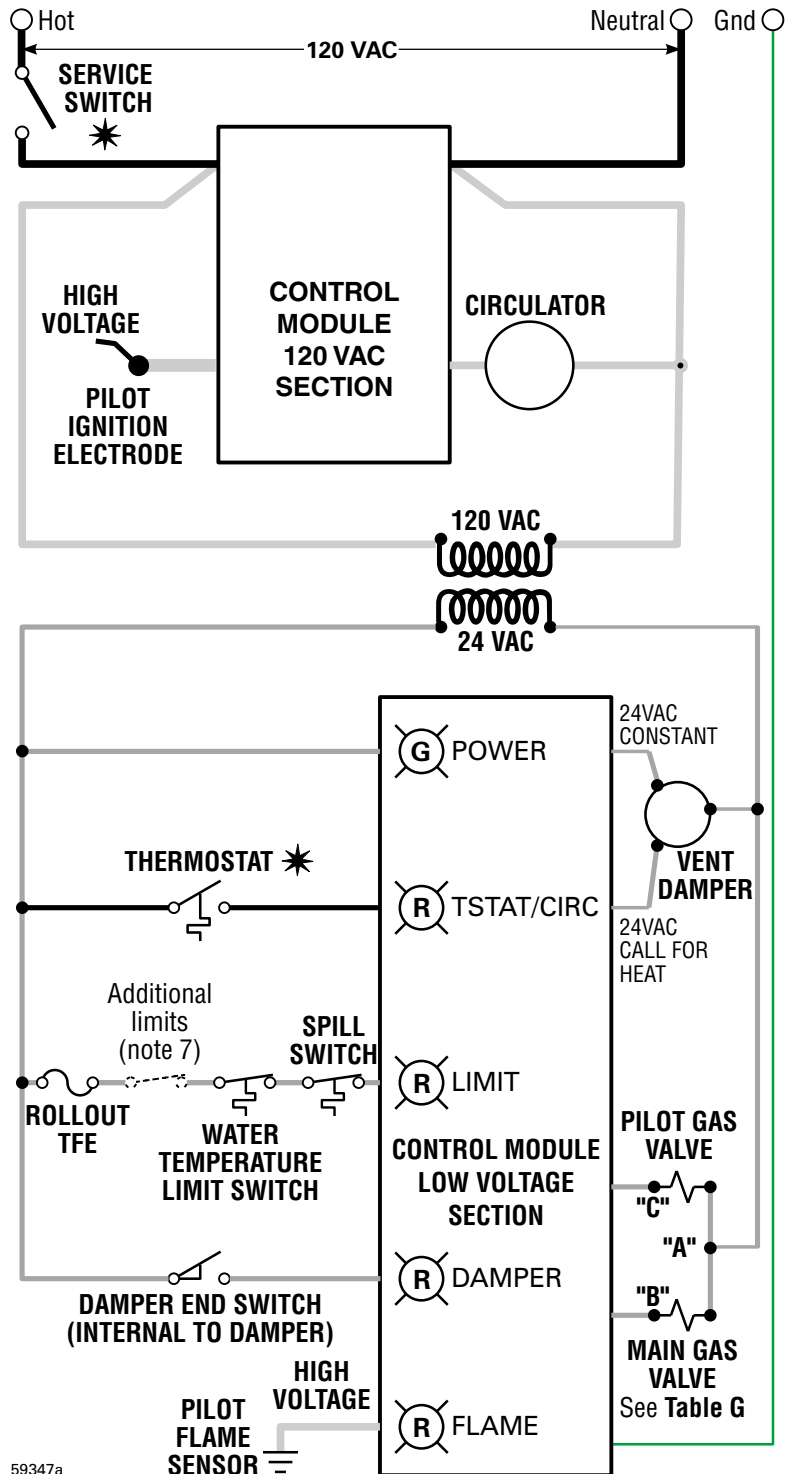 Hot
Neutral
Gnd
120 VAC
SERVICE
SWITCH
CONTROL
MODULE
120 VAC
SECTION
HIGH
VOLTAGE
PILOT
IGNITION
ELECTRODE
CIRCULATOR
120 VAC
24 VAC
G POWER
24VAC
CONSTANT
VENT
DAMPER
THERMOSTAT
R TSTAT/CIRC
24VAC
CALL FOR
HEAT
Additional
limits
(note 7)
SPILL
SWITCH
R LIMIT
ROLLOUT
TFE
WATER
TEMPERATURE
LIMIT SWITCH
CONTROL MODULE
LOW VOLTAGE
SECTION
PILOT GAS
VALVE
"C"
"A"
"B"
MAIN GAS
VALVE
See Table G
R DAMPER
DAMPER END SWITCH
(INTERNAL TO DAMPER)
HIGH
VOLTAGE
PILOT
FLAME
SENSOR
R FLAME
59347a